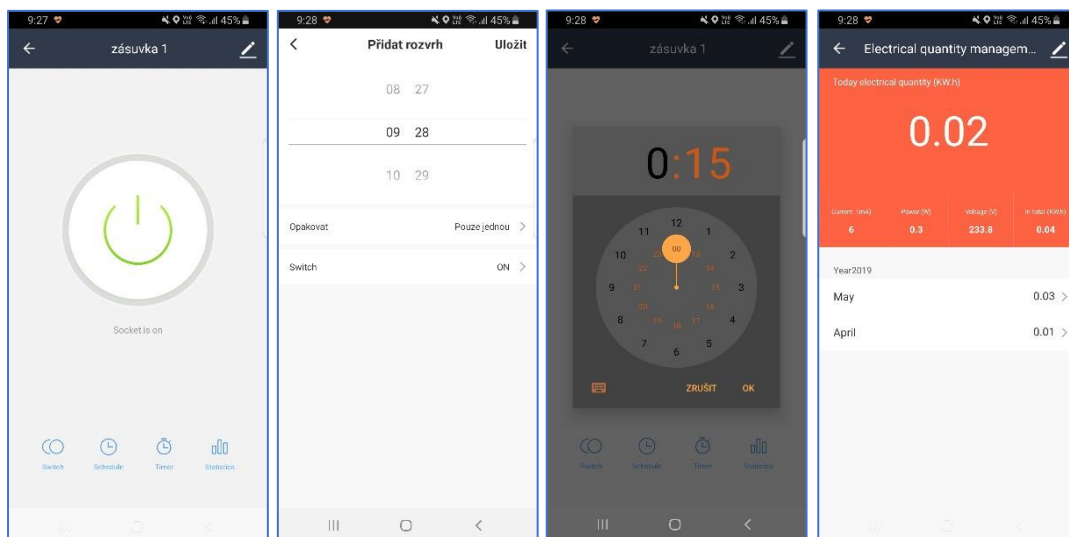 9:27 45%
zásuvka 1
Socket is on
Switch Schedule Timer Statistics
9:28 45%
Přidat rozvrh Uložit
08 27
09 28
10 29
Opakovat Pouze jednou
Switch ON
9:28 45%
zásuvka 1
0:15
12
11 1
10 00 2
9 3
8 4
7 5
6
ZRUŠIT OK
Switch Schedule Timer Statistics
9:28 45%
Electrical quantity managem...
Today electrical quantity (KW.h)
0.02
Current (mA) Power (W) Voltage (V) In total (KW.h)
6 0.3 233.8 0.04
Year2019
May 0.03
April 0.01